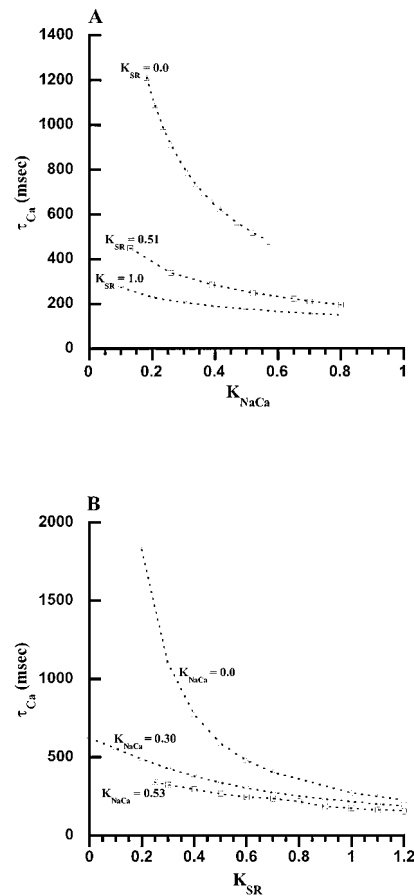 A
1400
1200
1000
800
600
400
200
0
τCa (msec)
KSR = 0.0
KSR = 0.51
KSR = 1.0
0 0.2 0.4 0.6 0.8 1
KNaCa
B
2000
1500
1000
500
0
τCa (msec)
KNaCa = 0.0
KNaCa = 0.30
KNaCa = 0.53
0 0.2 0.4 0.6 0.8 1.0 1.2
KSR